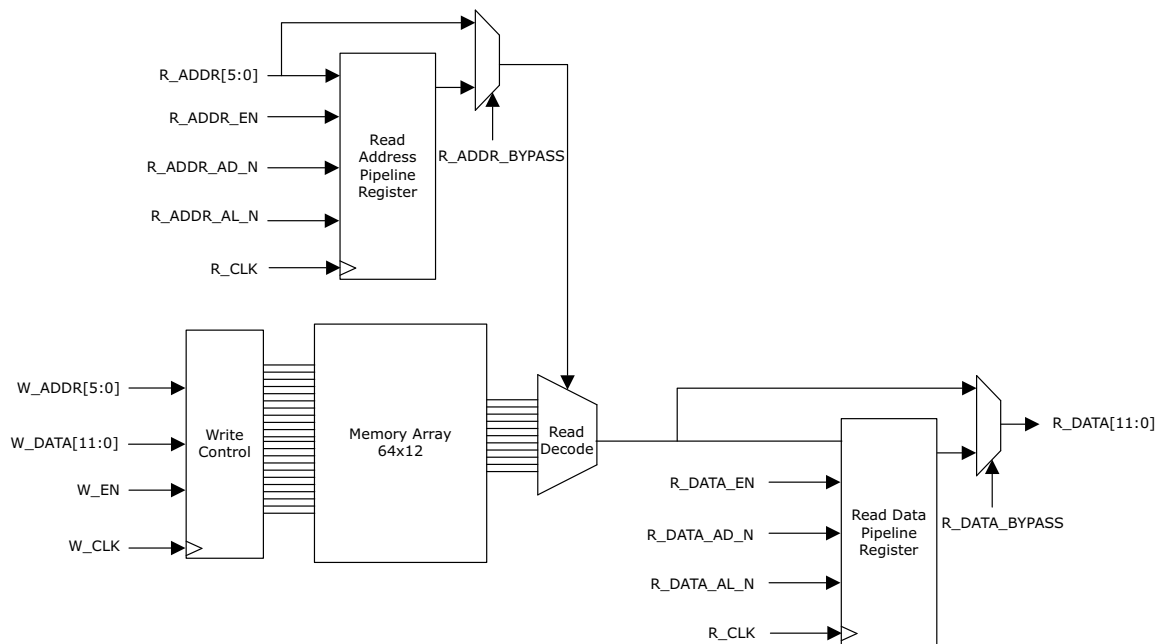 R_ADDR[5:0]
R_ADDR_EN
R_ADDR_AD_N
R_ADDR_AL_N
R_CLK
Read
Address
Pipeline
Register
R_ADDR_BYPASS
W_ADDR[5:0]
W_DATA[11:0]
W_EN
W_CLK
Write
Control
Memory Array
64x12
Read
Decode
R_DATA_EN
R_DATA_AD_N
R_DATA_AL_N
R_CLK
Read Data
Pipeline
Register
R_DATA_BYPASS
R_DATA[11:0]